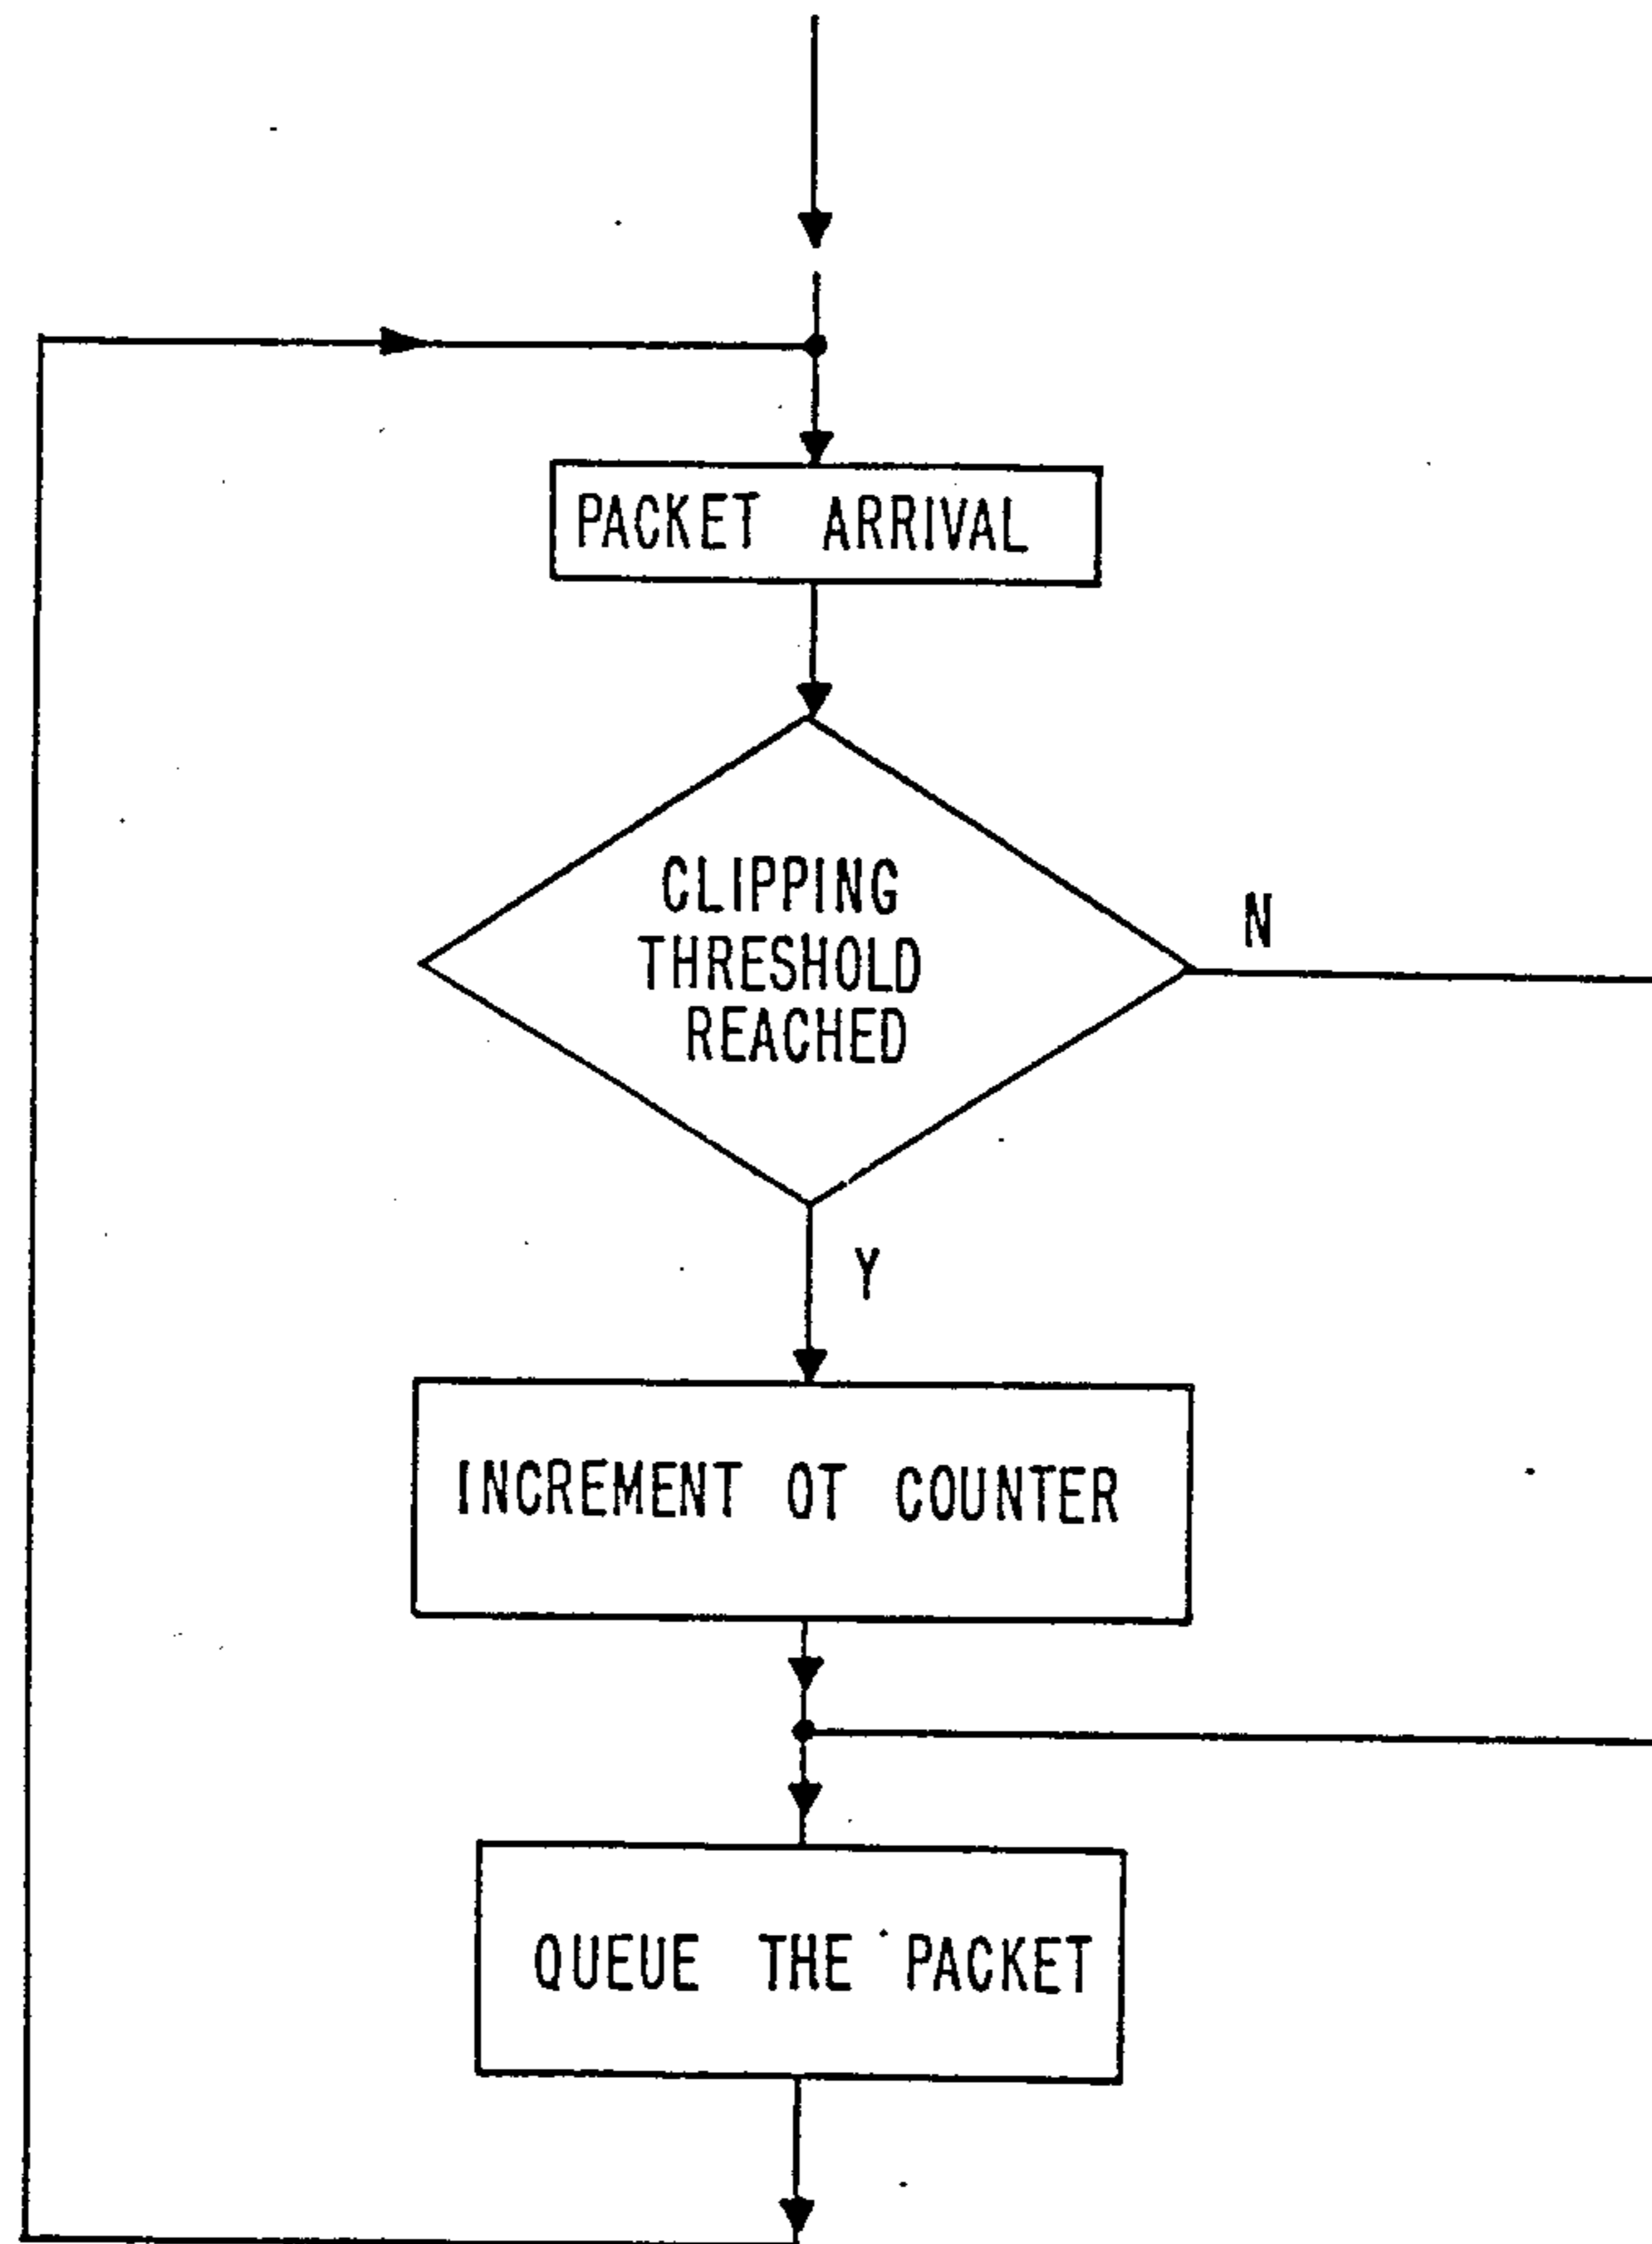 PACKET ARRIVAL
CLIPPING
THRESHOLD
REACHED
N
Y
INCREMENT OT COUNTER
QUEUE THE PACKET